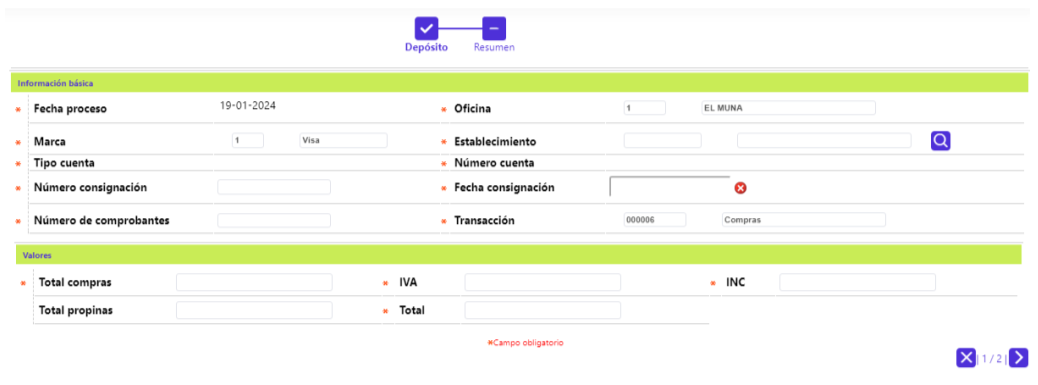 Depósito Resumen
Información básica
* Fecha proceso 19-01-2024 * Oficina 1 EL MUNA
* Marca 1 Visa * Establecimiento
* Tipo cuenta * Número cuenta
* Número consignación * Fecha consignación
* Número de comprobantes * Transacción 000006 Compras
Valores
* Total compras * IVA * INC
Total propinas * Total
*Campo obligatorio
| 1 / 2 |